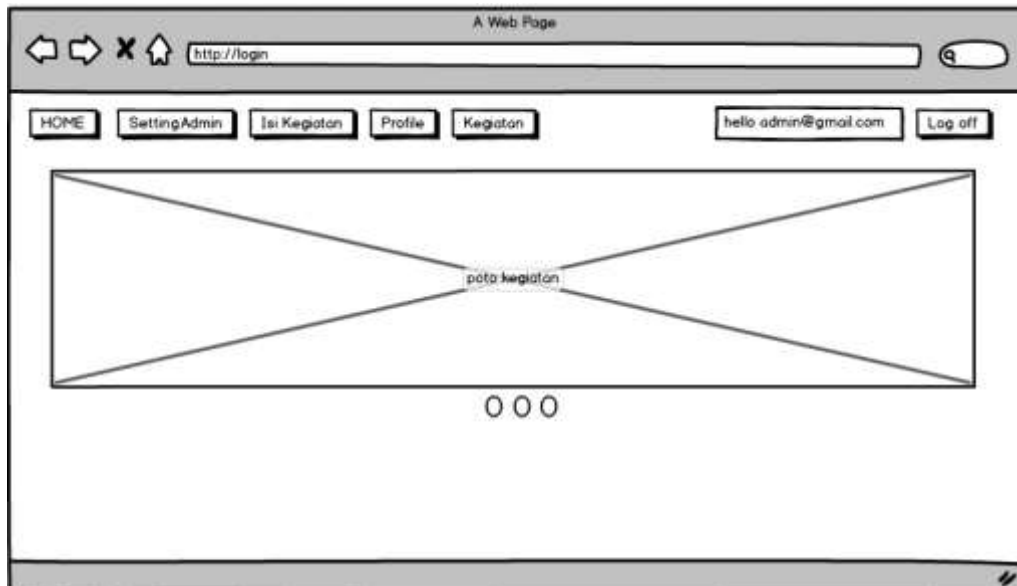 A Web Page
http://login
HOME SettingAdmin Isi Kegiatan Profile Kegiatan hello admin@gmail.com Log off
poto kegiatan